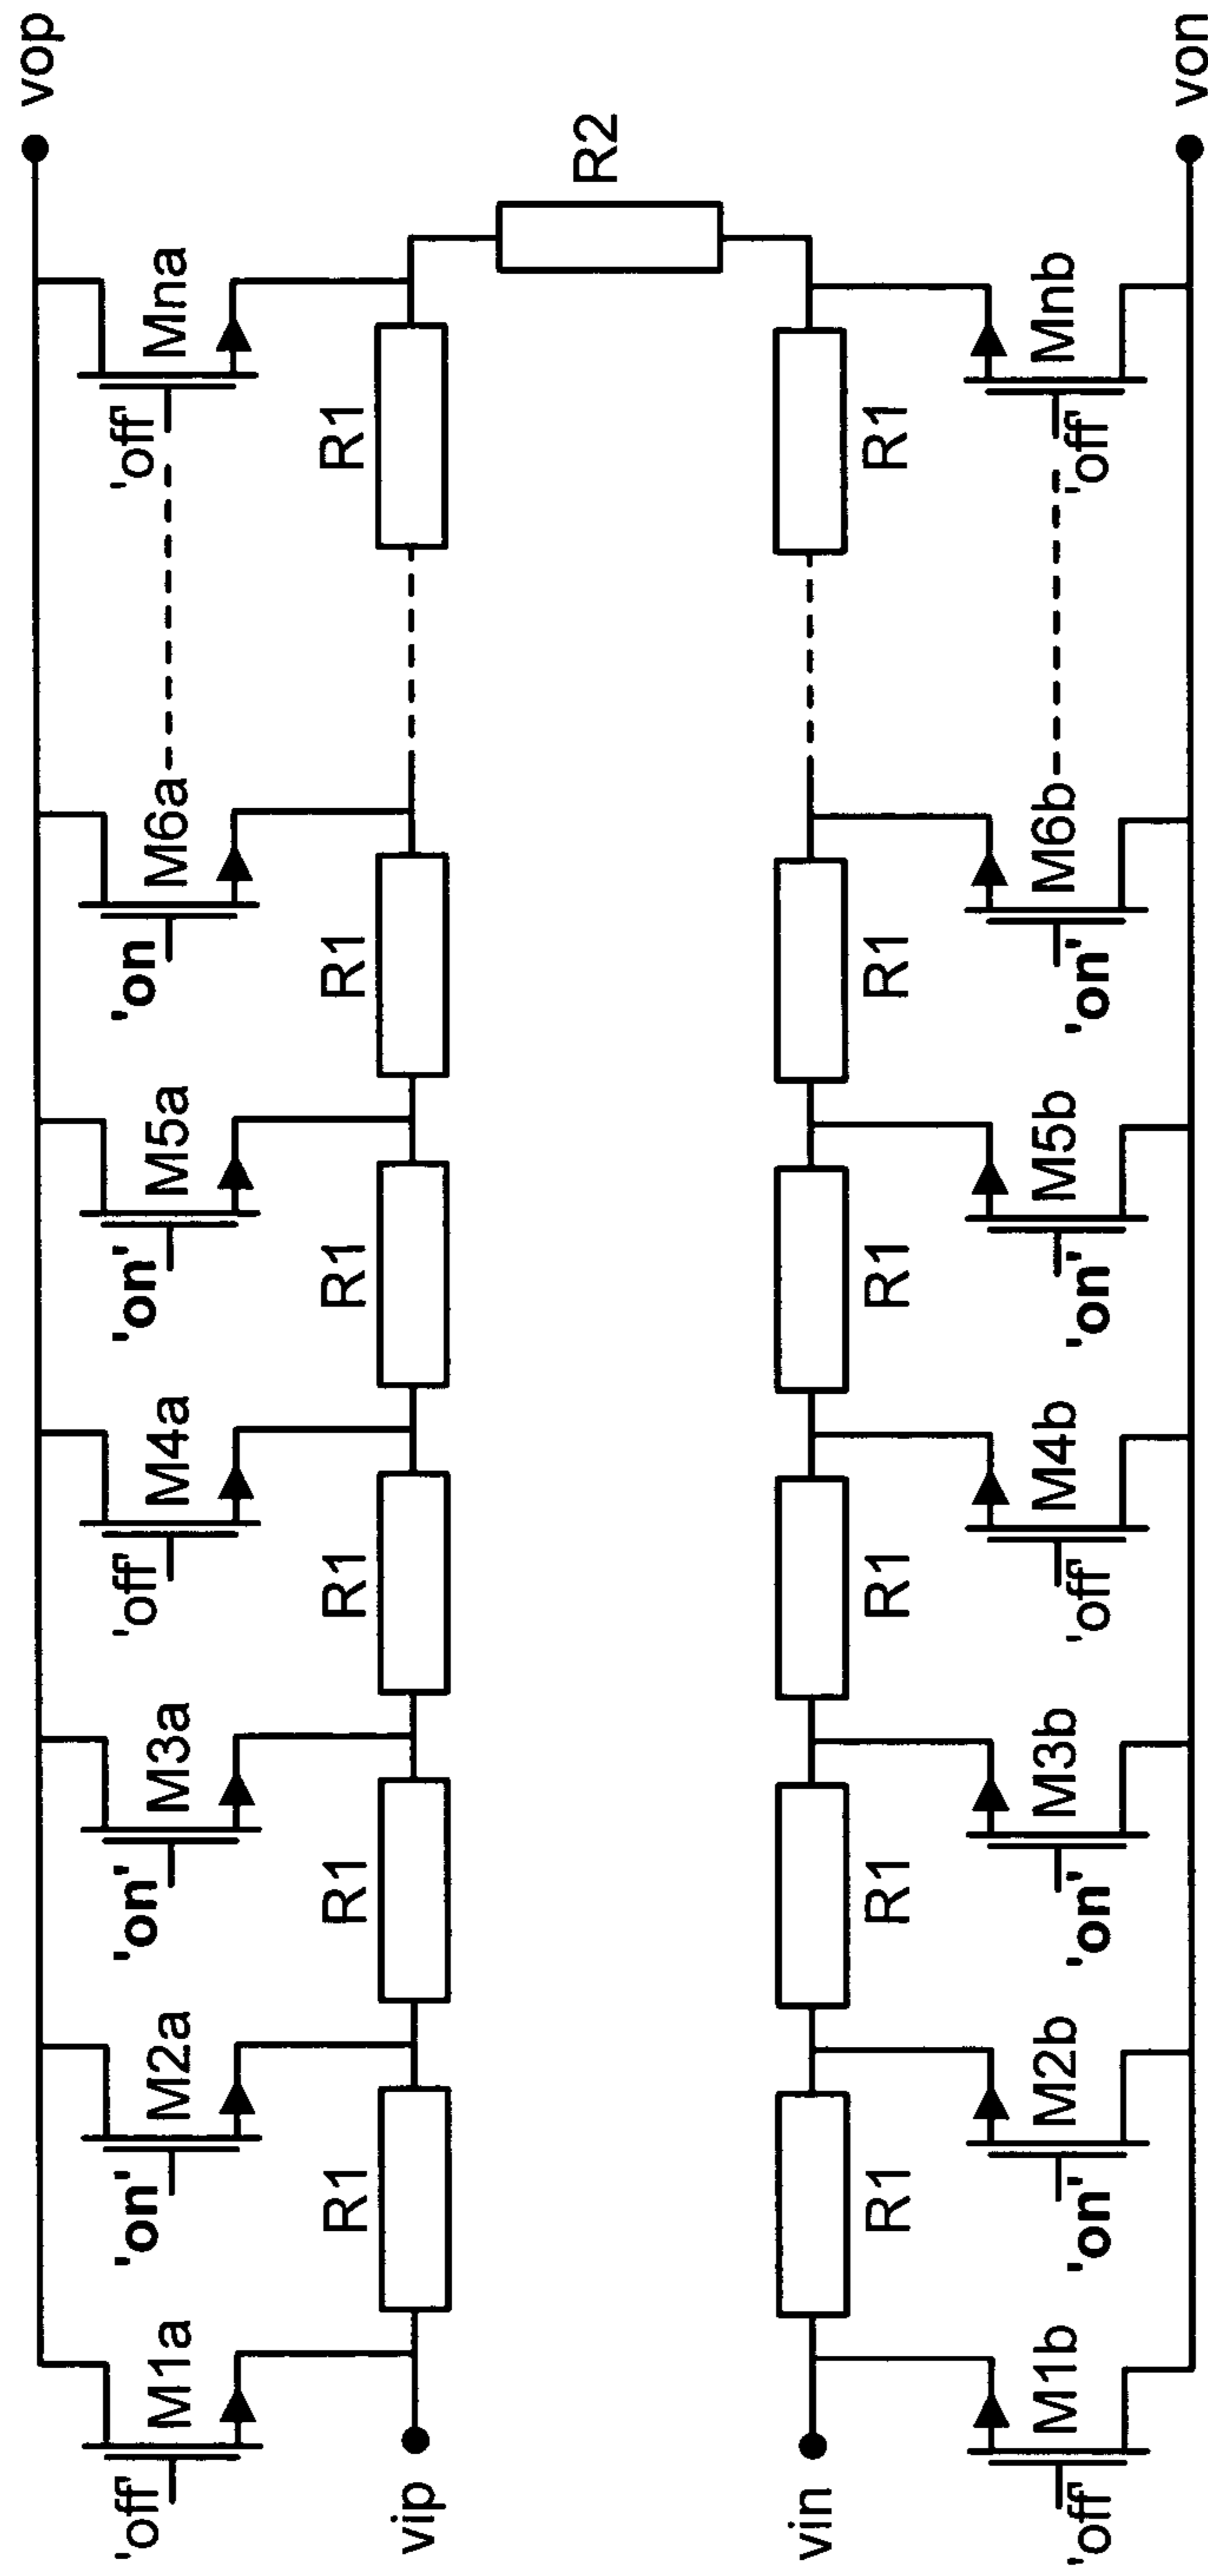 vop
'off' M1a
'on' M2a
'on' M3a
'off' M4a
'on' M5a
'on M6a
'off' Mna
vip
R1
R1
R1
R1
R1
R1
R2
vin
R1
R1
R1
R1
R1
R1
'off' M1b
'on' M2b
'on' M3b
'off' M4b
'on' M5b
'on' M6b
'off' Mnb
von